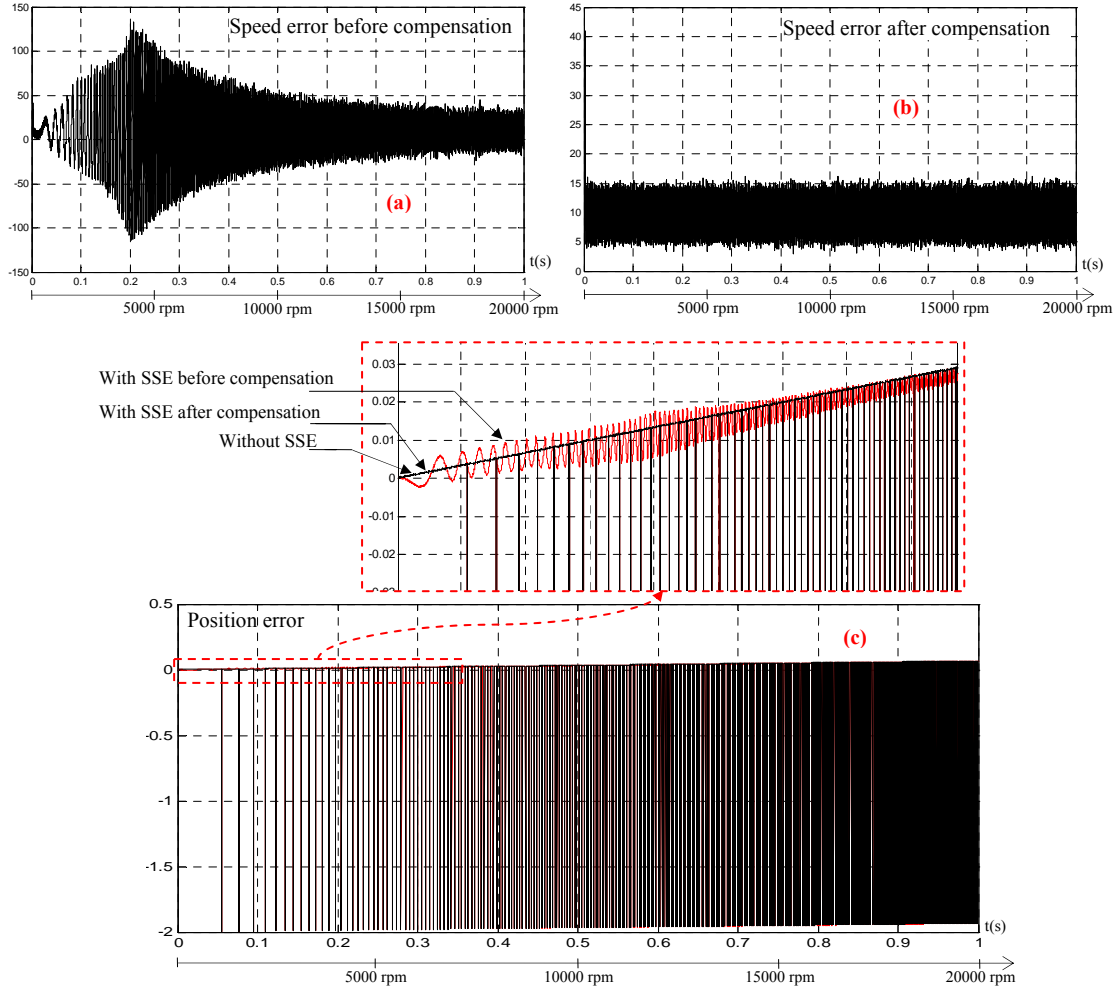 Speed error before compensation
150
100
50
0
-50
-100
-150
(a)
0 0.1 0.2 0.3 0.4 0.5 0.6 0.7 0.8 0.9 1
t(s)
0 5000 rpm 10000 rpm 15000 rpm 20000 rpm
Speed error after compensation
45
40
35
30
25
20
15
10
5
0
(b)
0 0.1 0.2 0.3 0.4 0.5 0.6 0.7 0.8 0.9 1
t(s)
5000 rpm 10000 rpm 15000 rpm 20000 rpm
With SSE before compensation
With SSE after compensation
Without SSE
0.03
0.02
0.01
0
-0.01
-0.02
Position error
(c)
0.5
0
-0.5
-1
-1.5
-2
0 0.1 0.2 0.3 0.4 0.5 0.6 0.7 0.8 0.9 1
t(s)
5000 rpm 10000 rpm 15000 rpm 20000 rpm